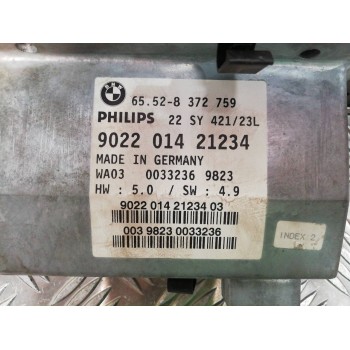 BMW
65.52-8 372 759
PHILIPS 22 SY 421/23L
9022 014 21234
MADE IN GERMANY
WA03 0033236 9823
HW : 5.0 / SW : 4.9
9022 014 21234 03
003 9823 0033236
INDEX 2